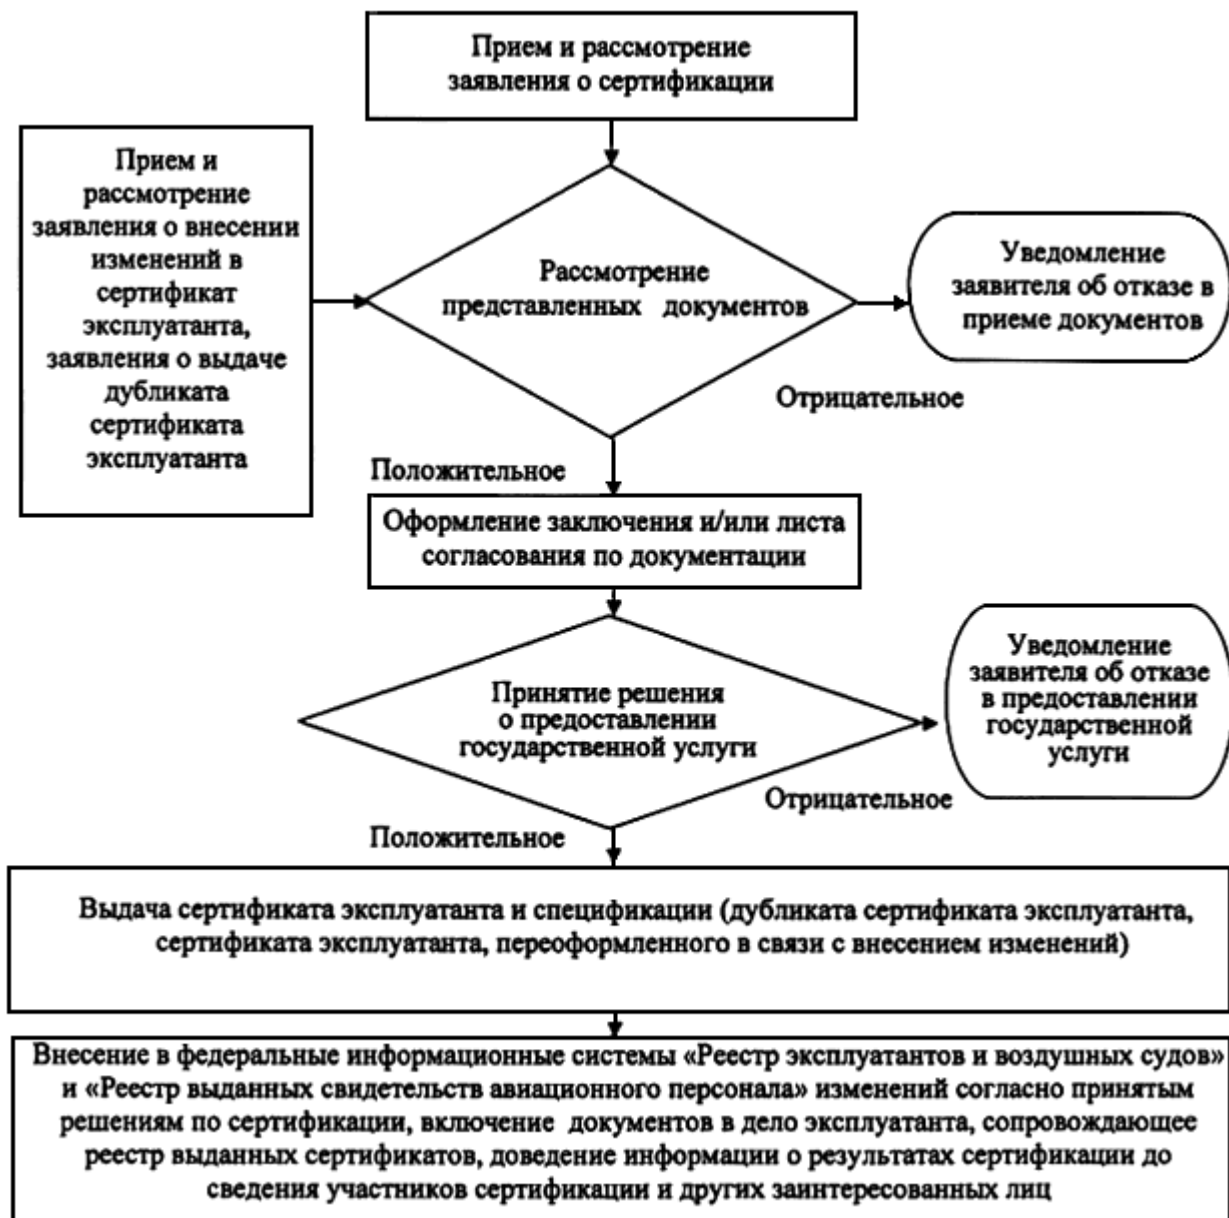 Прием и рассмотрение
заявления о сертификации
Прием и
рассмотрение
заявления о внесении
изменений в
сертификат
эксплуатанта,
заявления о выдаче
дубликата
сертификата
эксплуатанта
Рассмотрение
представленных документов
Уведомление
заявителя об отказе в
приеме документов
Отрицательное
Положительное
Оформление заключения и/или листа
согласования по документации
Принятие решения
о предоставлении
государственной услуги
Уведомление
заявителя об отказе
в предоставлении
государственной
услуги
Отрицательное
Положительное
Выдача сертификата эксплуатанта и спецификации (дубликата сертификата эксплуатанта,
сертификата эксплуатанта, переоформленного в связи с внесением изменений)
Внесение в федеральные информационные системы «Реестр эксплуатантов и воздушных судов»
и «Реестр выданных свидетельств авиационного персонала» изменений согласно принятым
решениям по сертификации, включение документов в дело эксплуатанта, сопровождающее
реестр выданных сертификатов, доведение информации о результатах сертификации до
сведения участников сертификации и других заинтересованных лиц